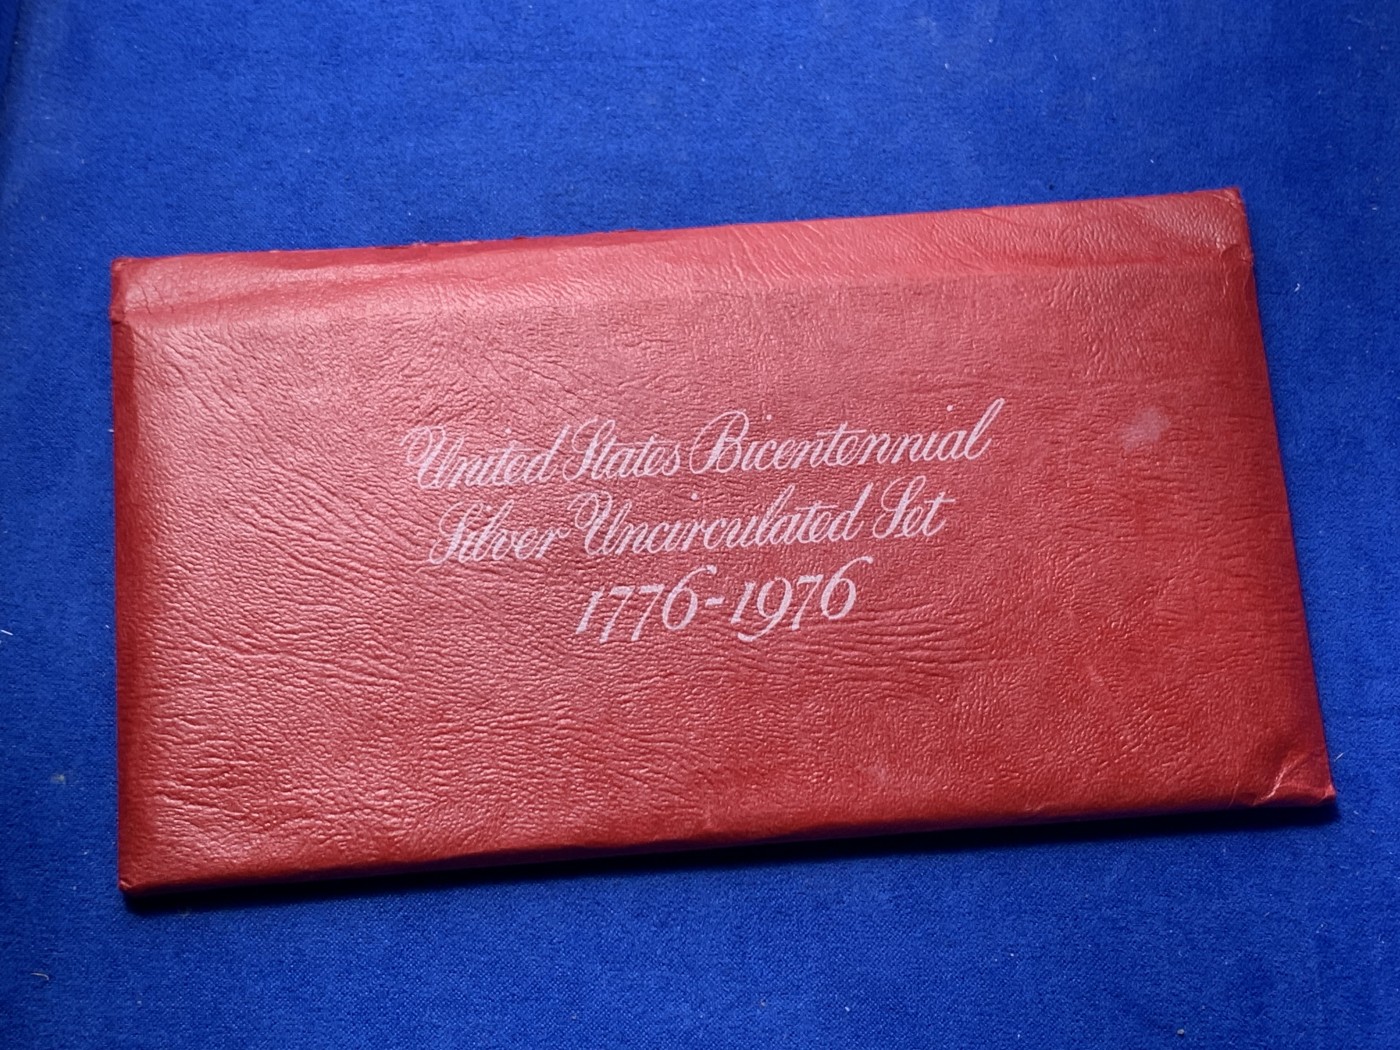 United States Bicentennial
Silver Uncirculated Set
1776-1976